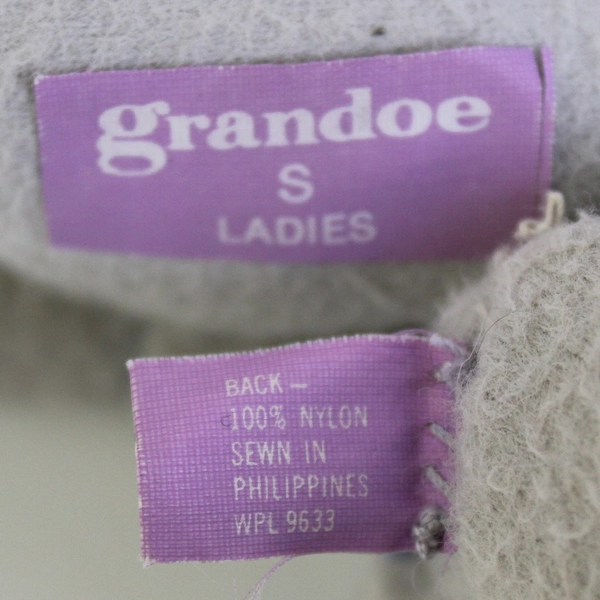 grandoe
S
LADIES
BACK –
100% NYLON
SEWN IN
PHILIPPINES
WPL 9633